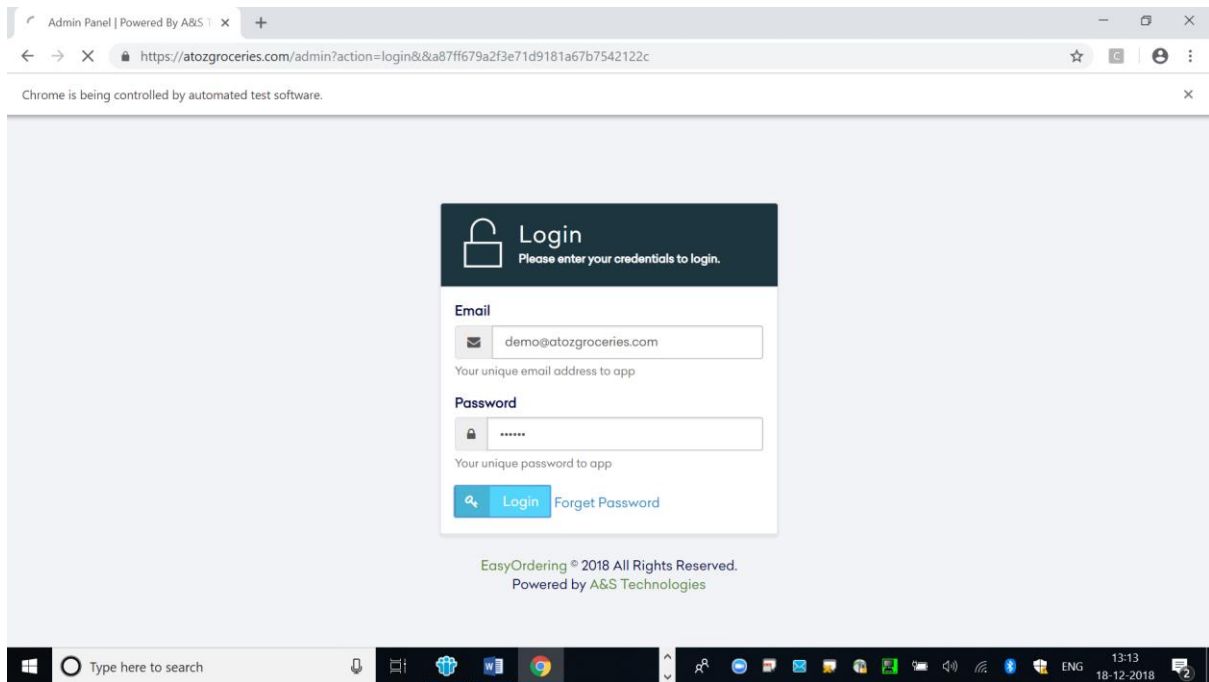 Admin Panel | Powered By A&S T
https://atozgroceries.com/admin?action=login&&a87ff679a2f3e71d9181a67b7542122c
Chrome is being controlled by automated test software.
Login
Please enter your credentials to login.
Email
demo@atozgroceries.com
Your unique email address to app
Password
••••••
Your unique password to app
Login Forget Password
EasyOrdering © 2018 All Rights Reserved.
Powered by A&S Technologies
Type here to search
ENG
13:13
18-12-2018
2